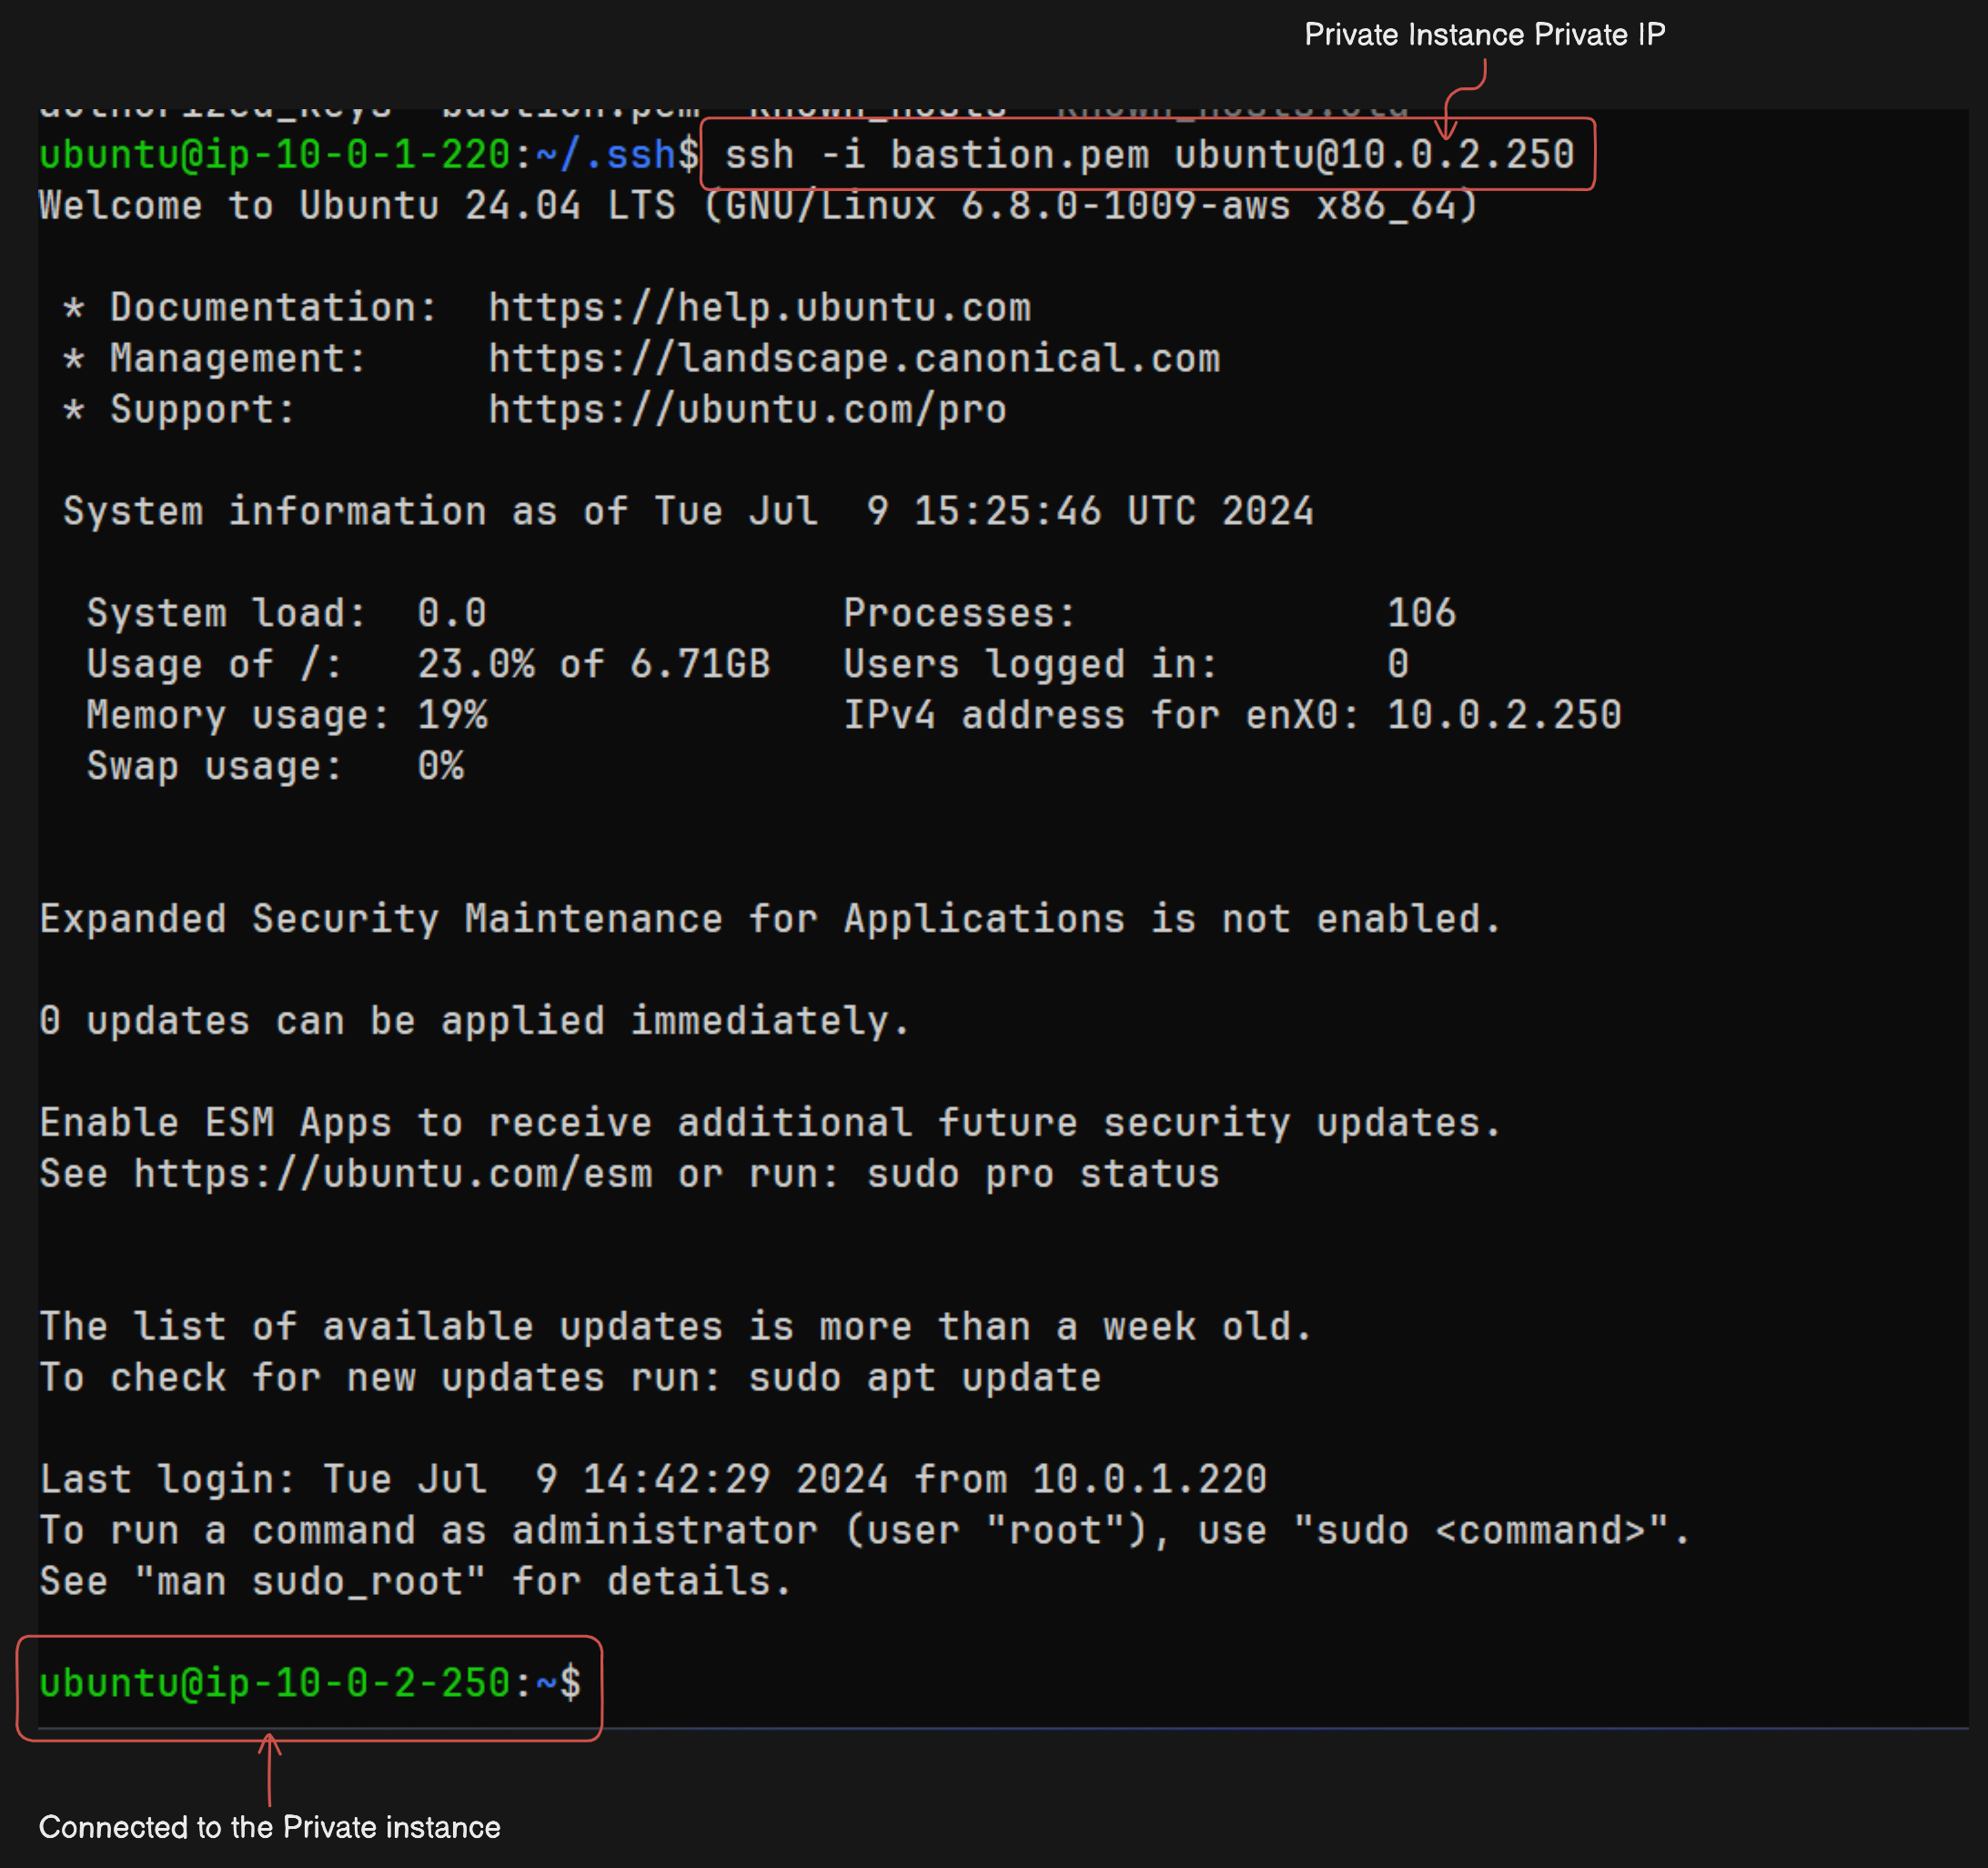 Private Instance Private IP
authorized_keys  bastion.pem  known_hosts  known_hosts.old
ubuntu@ip-10-0-1-220:~/.ssh$ ssh -i bastion.pem ubuntu@10.0.2.250
Welcome to Ubuntu 24.04 LTS (GNU/Linux 6.8.0-1009-aws x86_64)
* Documentation:  https://help.ubuntu.com
* Management:     https://landscape.canonical.com
* Support:        https://ubuntu.com/pro
System information as of Tue Jul  9 15:25:46 UTC 2024
System load:  0.0               Processes:             106
Usage of /:   23.0% of 6.71GB   Users logged in:       0
Memory usage: 19%               IPv4 address for enX0: 10.0.2.250
Swap usage:   0%
Expanded Security Maintenance for Applications is not enabled.
0 updates can be applied immediately.
Enable ESM Apps to receive additional future security updates.
See https://ubuntu.com/esm or run: sudo pro status
The list of available updates is more than a week old.
To check for new updates run: sudo apt update
Last login: Tue Jul  9 14:42:29 2024 from 10.0.1.220
To run a command as administrator (user "root"), use "sudo <command>".
See "man sudo_root" for details.
ubuntu@ip-10-0-2-250:~$
Connected to the Private instance